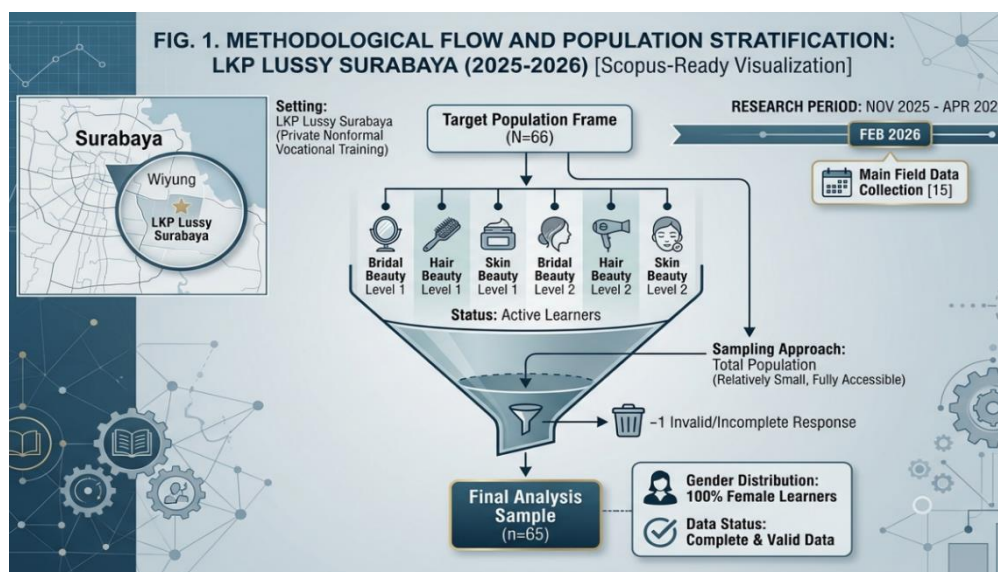 FIG. 1. METHODOLOGICAL FLOW AND POPULATION STRATIFICATION:
LKP LUSSY SURABAYA (2025-2026) [Scopus-Ready Visualization]
Surabaya
Wiyung
LKP Lussy
Surabaya
Setting:
LKP Lussy Surabaya
(Private Nonformal
Vocational Training)
Target Population Frame
(N=66)
RESEARCH PERIOD: NOV 2025 - APR 202
FEB 2026
Main Field Data
Collection [15]
Bridal
Beauty
Level 1
Hair
Beauty
Level 1
Skin
Beauty
Level 1
Bridal
Beauty
Level 2
Hair
Beauty
Level 2
Skin
Beauty
Level 2
Status: Active Learners
Sampling Approach:
Total Population
(Relatively Small, Fully Accessible)
-1 Invalid/Incomplete Response
Final Analysis
Sample
(n=65)
Gender Distribution:
100% Female Learners
Data Status:
Complete & Valid Data